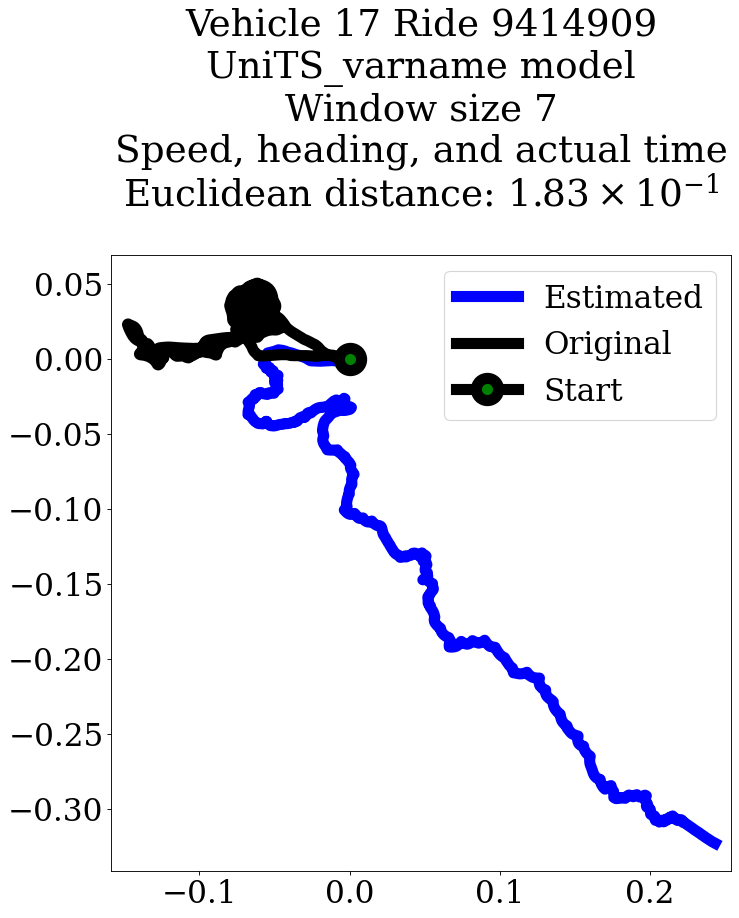 Vehicle 17 Ride 9414909
UniTS_varname model
Window size 7
Speed, heading, and actual time
Euclidean distance: 1.83 × 10⁻¹
Estimated
Original
Start
0.05
0.00
−0.05
−0.10
−0.15
−0.20
−0.25
−0.30
−0.1 0.0 0.1 0.2